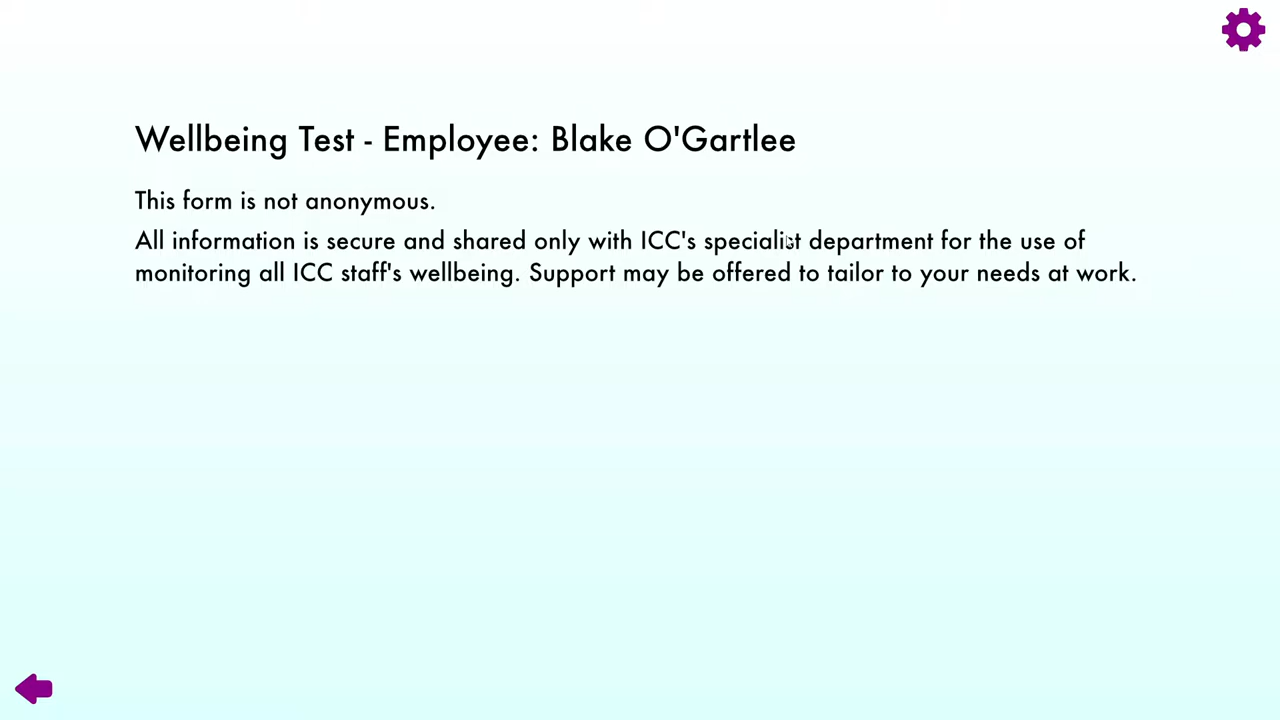 Wellbeing Test - Employee: Blake O'Gartlee
This form is not anonymous.
All information is secure and shared only with ICC's specialist department for the use of
monitoring all ICC staff's wellbeing. Support may be offered to tailor to your needs at work.